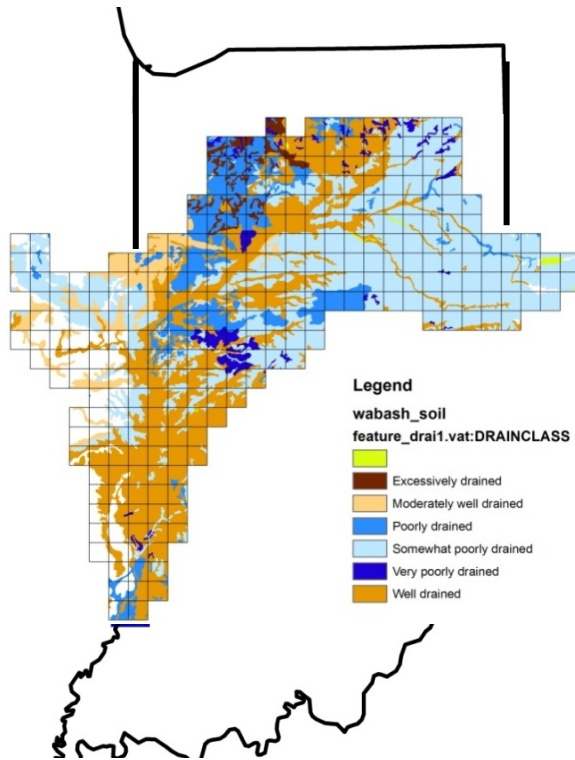 Legend
wabash_soil
feature_drai1.vat:DRAINCLASS
Excessively drained
Moderately well drained
Poorly drained
Somewhat poorly drained
Very poorly drained
Well drained